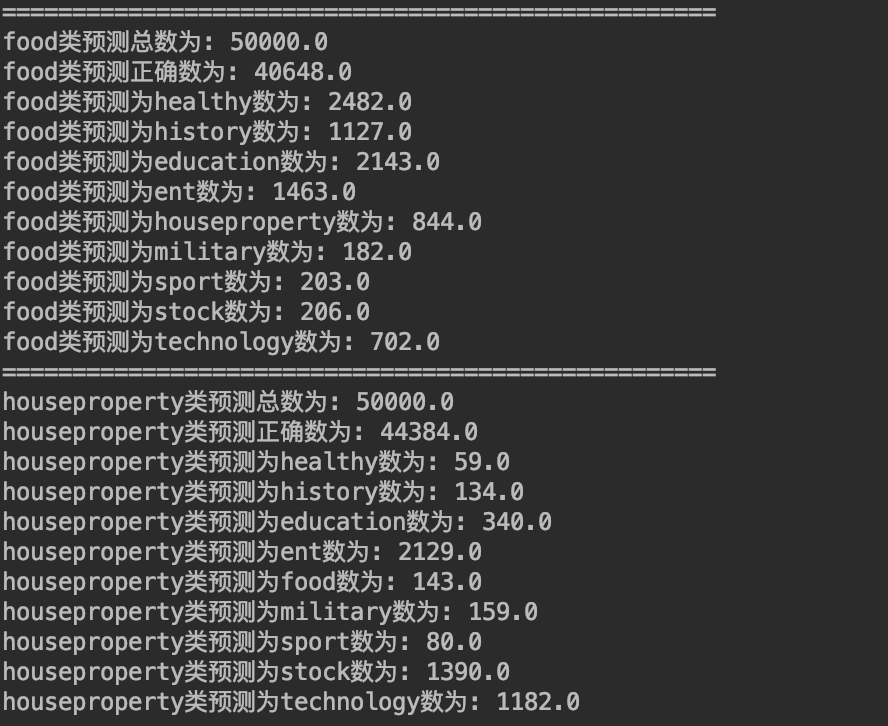 ===================================================
food类预测总数为: 50000.0
food类预测正确数为: 40648.0
food类预测为healthy数为: 2482.0
food类预测为history数为: 1127.0
food类预测为education数为: 2143.0
food类预测为ent数为: 1463.0
food类预测为houseproperty数为: 844.0
food类预测为military数为: 182.0
food类预测为sport数为: 203.0
food类预测为stock数为: 206.0
food类预测为technology数为: 702.0
===================================================
houseproperty类预测总数为: 50000.0
houseproperty类预测正确数为: 44384.0
houseproperty类预测为healthy数为: 59.0
houseproperty类预测为history数为: 134.0
houseproperty类预测为education数为: 340.0
houseproperty类预测为ent数为: 2129.0
houseproperty类预测为food数为: 143.0
houseproperty类预测为military数为: 159.0
houseproperty类预测为sport数为: 80.0
houseproperty类预测为stock数为: 1390.0
houseproperty类预测为technology数为: 1182.0